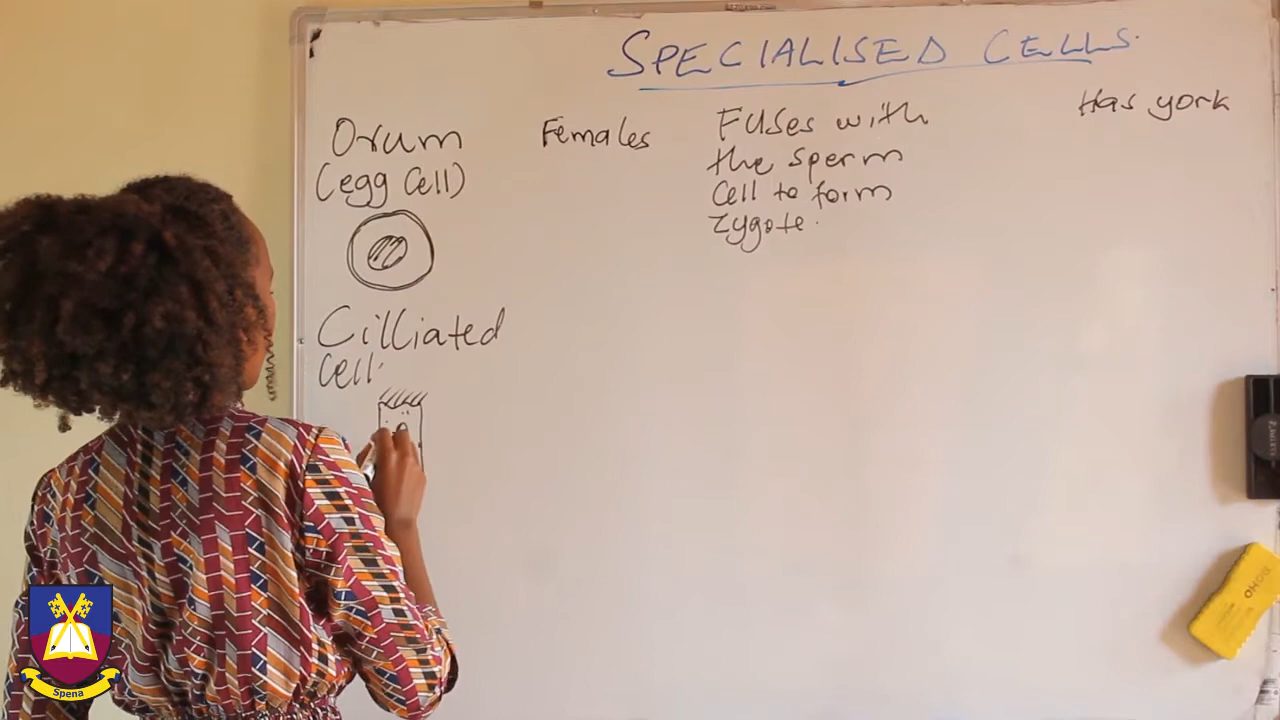 SPECIALISED CELLS.
Ovum
(egg cell)
Females
Fuses with
the sperm
cell to form
zygote.
Has york
Cilliated
cell.
SOHO
Spena